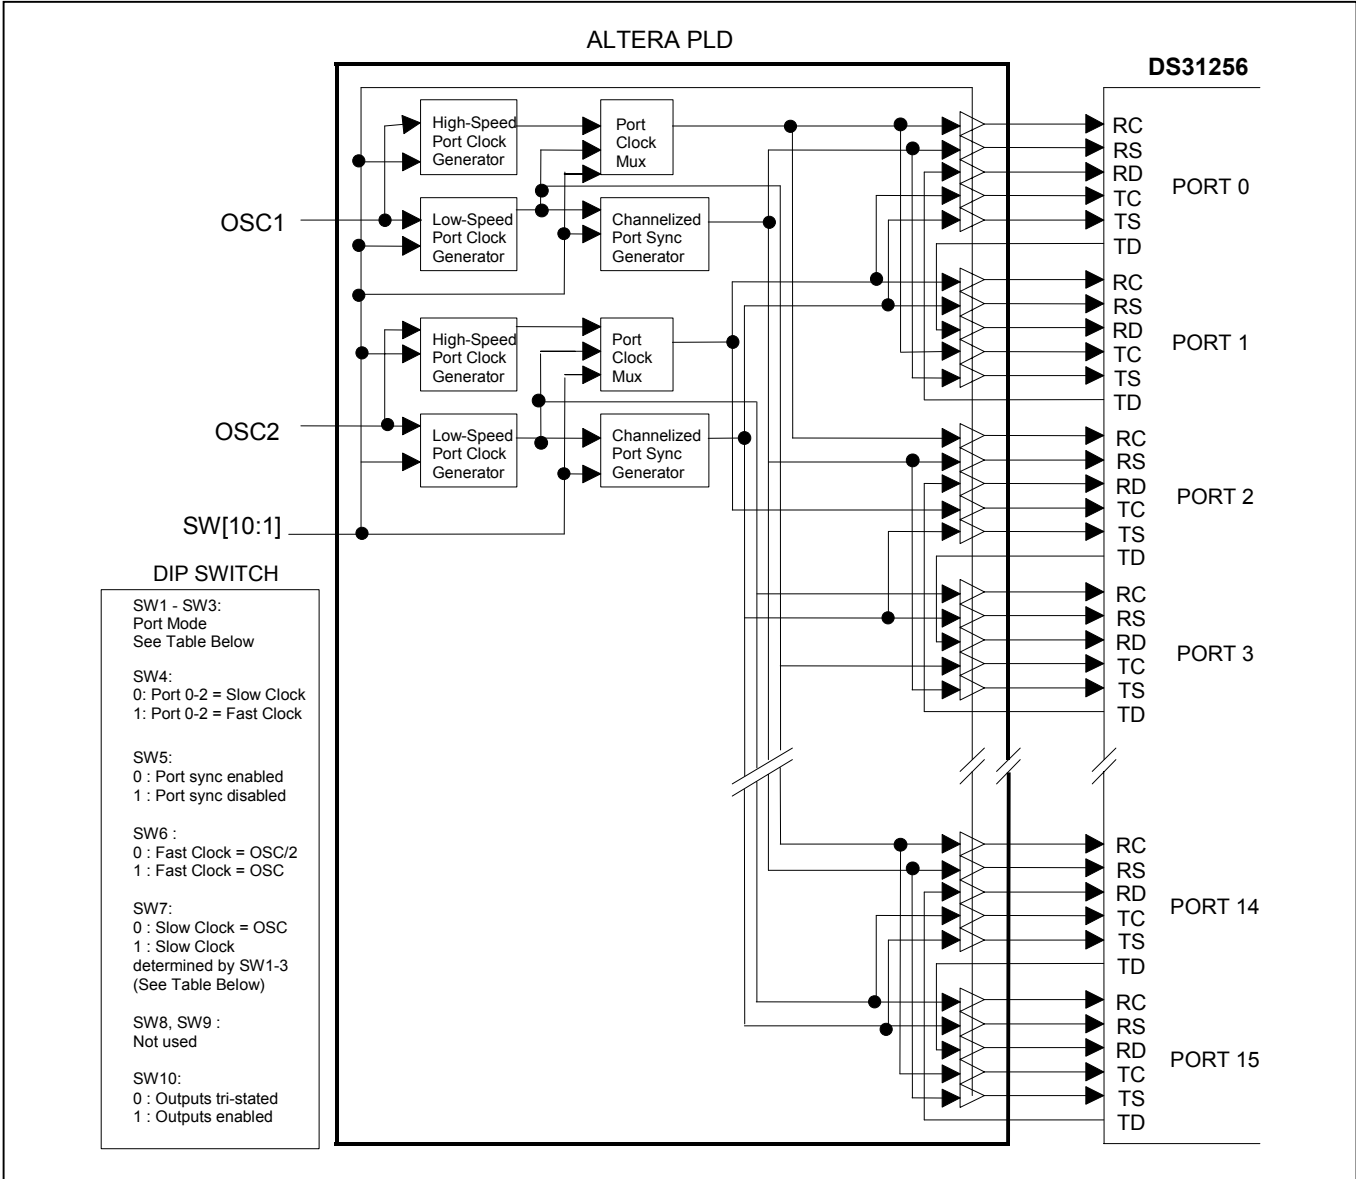 ALTERA PLD
DS31256
High-Speed
Port Clock
Generator
Port
Clock
Mux
OSC1
Low-Speed
Port Clock
Generator
Channelized
Port Sync
Generator
High-Speed
Port Clock
Generator
Port
Clock
Mux
OSC2
Low-Speed
Port Clock
Generator
Channelized
Port Sync
Generator
SW[10:1]
DIP SWITCH
SW1 - SW3:
Port Mode
See Table Below
SW4:
0: Port 0-2 = Slow Clock
1: Port 0-2 = Fast Clock
SW5:
0 : Port sync enabled
1 : Port sync disabled
SW6 :
0 : Fast Clock = OSC/2
1 : Fast Clock = OSC
SW7:
0 : Slow Clock = OSC
1 : Slow Clock
determined by SW1-3
(See Table Below)
SW8, SW9 :
Not used
SW10:
0 : Outputs tri-stated
1 : Outputs enabled
RC
RS
RD
TC
TS
TD
PORT 0
RC
RS
RD
TC
TS
TD
PORT 1
RC
RS
RD
TC
TS
TD
PORT 2
RC
RS
RD
TC
TS
TD
PORT 3
RC
RS
RD
TC
TS
TD
PORT 14
RC
RS
RD
TC
TS
TD
PORT 15